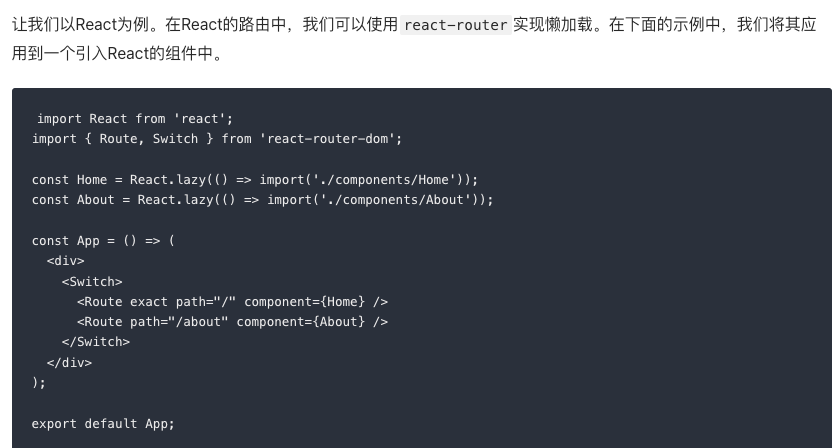 让我们以React为例。在React的路由中，我们可以使用 react-router 实现懒加载。在下面的示例中，我们将其应
用到一个引入React的组件中。
import React from 'react';
import { Route, Switch } from 'react-router-dom';
const Home = React.lazy(() => import('./components/Home'));
const About = React.lazy(() => import('./components/About'));
const App = () => (
  <div>
    <Switch>
      <Route exact path="/" component={Home} />
      <Route path="/about" component={About} />
    </Switch>
  </div>
);
export default App;